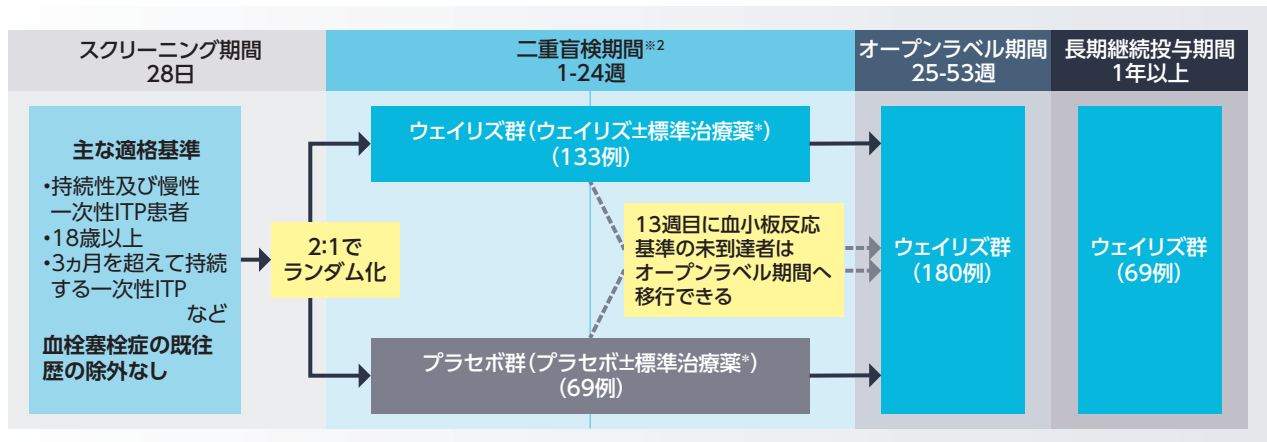 スクリーニング期間
28日
二重盲検期間※2
1-24週
オープンラベル期間
25-53週
長期継続投与期間
1年以上
主な適格基準
・持続性及び慢性
一次性ITP患者
・18歳以上
・3ヵ月を超えて持続
する一次性ITP
など
血栓塞栓症の既往
歴の除外なし
2:1で
ランダム化
ウェイリズ群(ウェイリズ±標準治療薬*)
(133例)
13週目に血小板反応
基準の未到達者は
オープンラベル期間へ
移行できる
プラセボ群(プラセボ±標準治療薬*)
(69例)
ウェイリズ群
(180例)
ウェイリズ群
(69例)